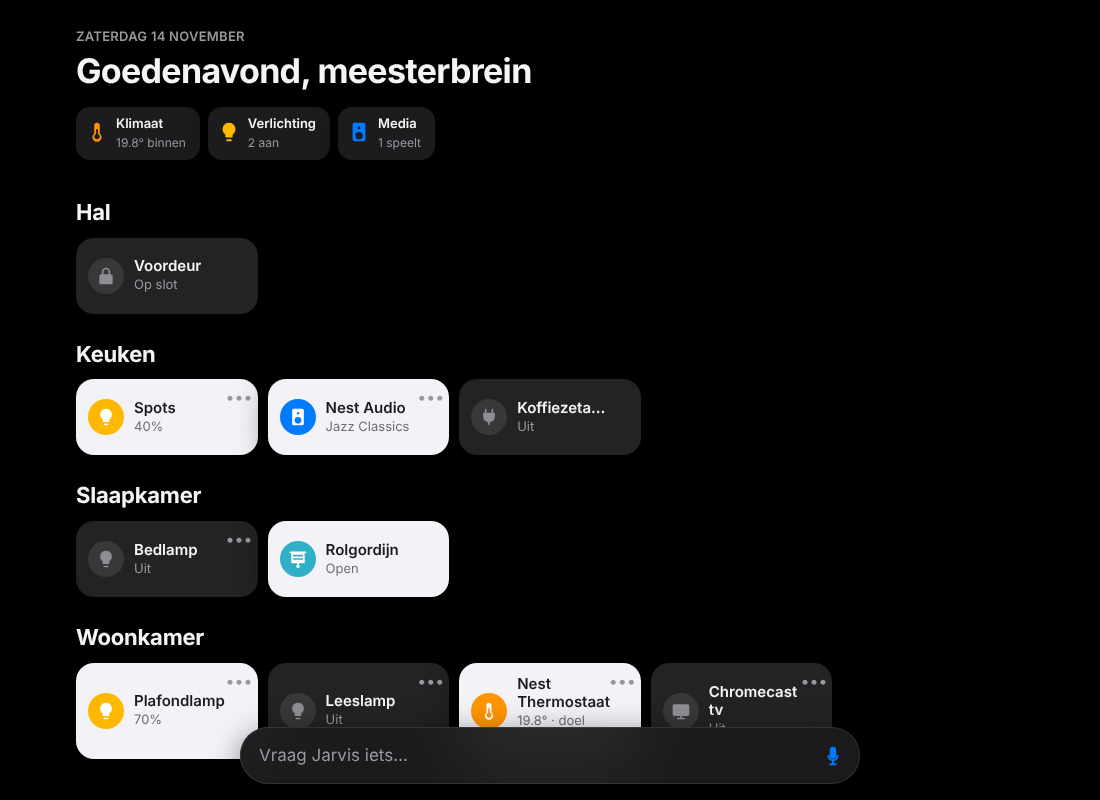 ZATERDAG 14 NOVEMBER
Goedenavond, meesterbrein
Klimaat
19.8° binnen
Verlichting
2 aan
Media
1 speelt
Hal
Voordeur
Op slot
Keuken
Spots
40%
Nest Audio
Jazz Classics
Koffiezeta...
Uit
Slaapkamer
Bedlamp
Uit
Rolgordijn
Open
Woonkamer
Plafondlamp
70%
Leeslamp
Uit
Nest
Thermostaat
19.8° · doel
Chromecast
tv
Uit
Vraag Jarvis iets...